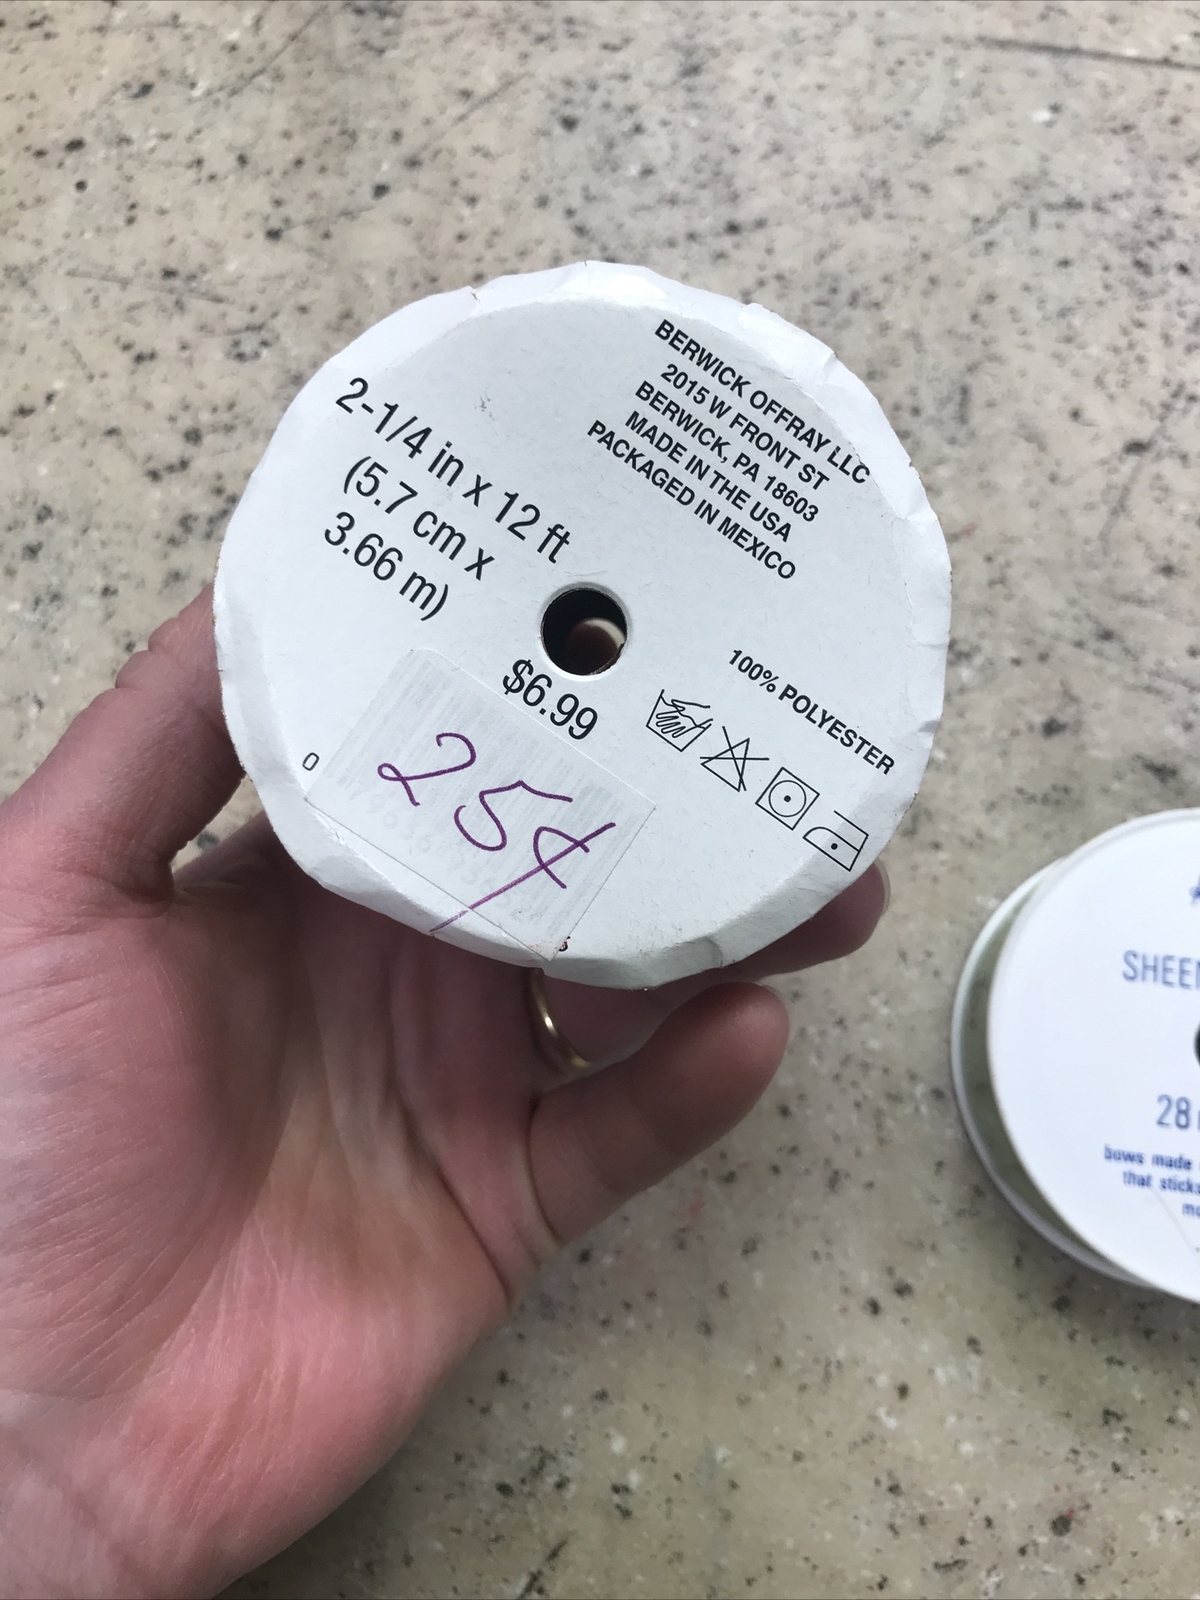 BERWICK OFFRAY LLC
2015 W FRONT ST
BERWICK, PA 18603
MADE IN THE USA
PACKAGED IN MEXICO
2-1/4 in x 12 ft
(5.7 cm x
3.66 m)
$6.99
100% POLYESTER
0
25¢
28
bows made
that sticks